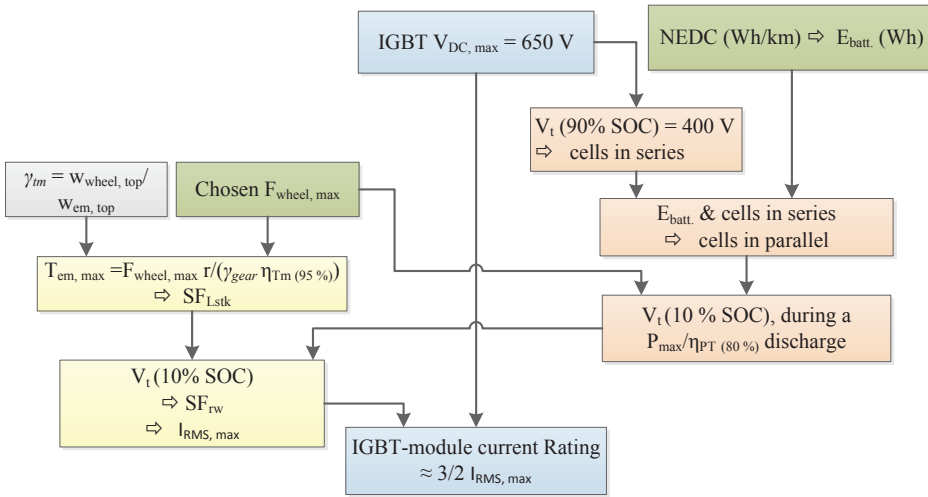 IGBT V_DC, max = 650 V
NEDC (Wh/km) ⇨ E_batt. (Wh)
V_t (90% SOC) = 400 V
⇨ cells in series
γ_tm = w_wheel, top/
w_em, top
Chosen F_wheel, max
E_batt. & cells in series
⇨ cells in parallel
T_em, max =F_wheel, max r/(γ_gear η_Tm (95 %))
⇨ SF_Lstk
V_t (10 % SOC), during a
P_max/η_PT (80 %) discharge
V_t (10% SOC)
⇨ SF_rw
⇨ I_RMS, max
IGBT-module current Rating
≈ 3/2 I_RMS, max